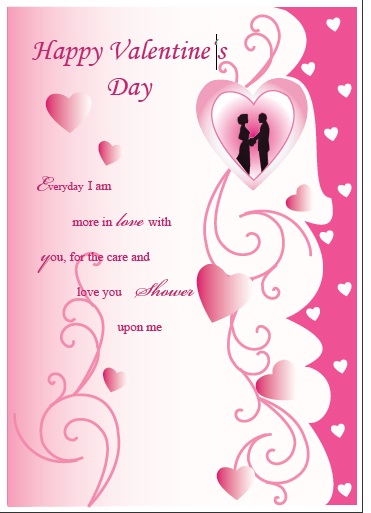 Happy Valentine's
Day
Everyday I am
more in love with
you, for the care and
love you Shower
upon me